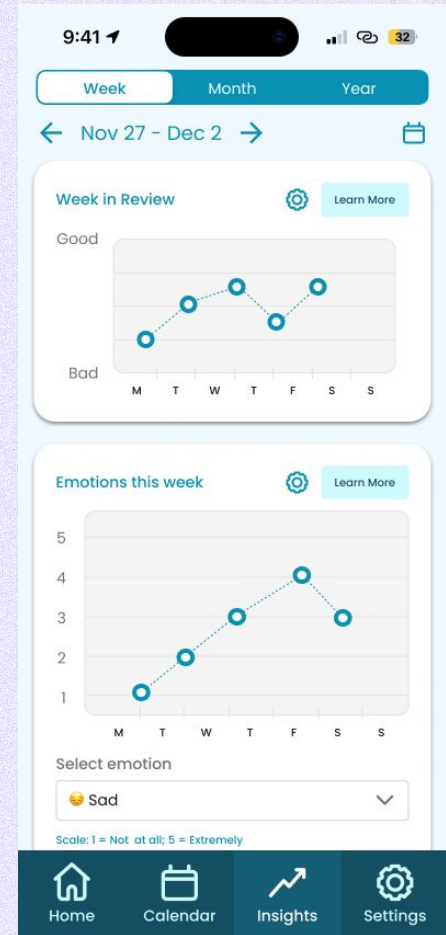 9:41
32
Week Month Year
Nov 27 - Dec 2
Week in Review Learn More
Good
Bad
M T W T F S S
Emotions this week Learn More
5
4
3
2
1
M T W T F S S
Select emotion
😔 Sad
Scale: 1 = Not at all; 5 = Extremely
Home Calendar Insights Settings